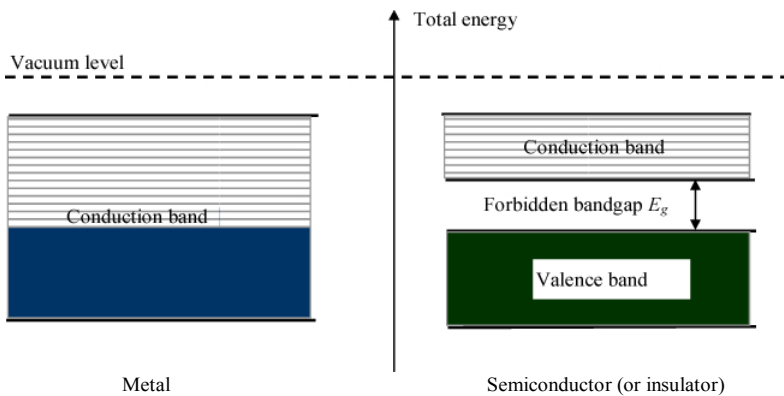 Total energy
Vacuum level
Conduction band
Conduction band
Forbidden bandgap Eg
Valence band
Metal
Semiconductor (or insulator)